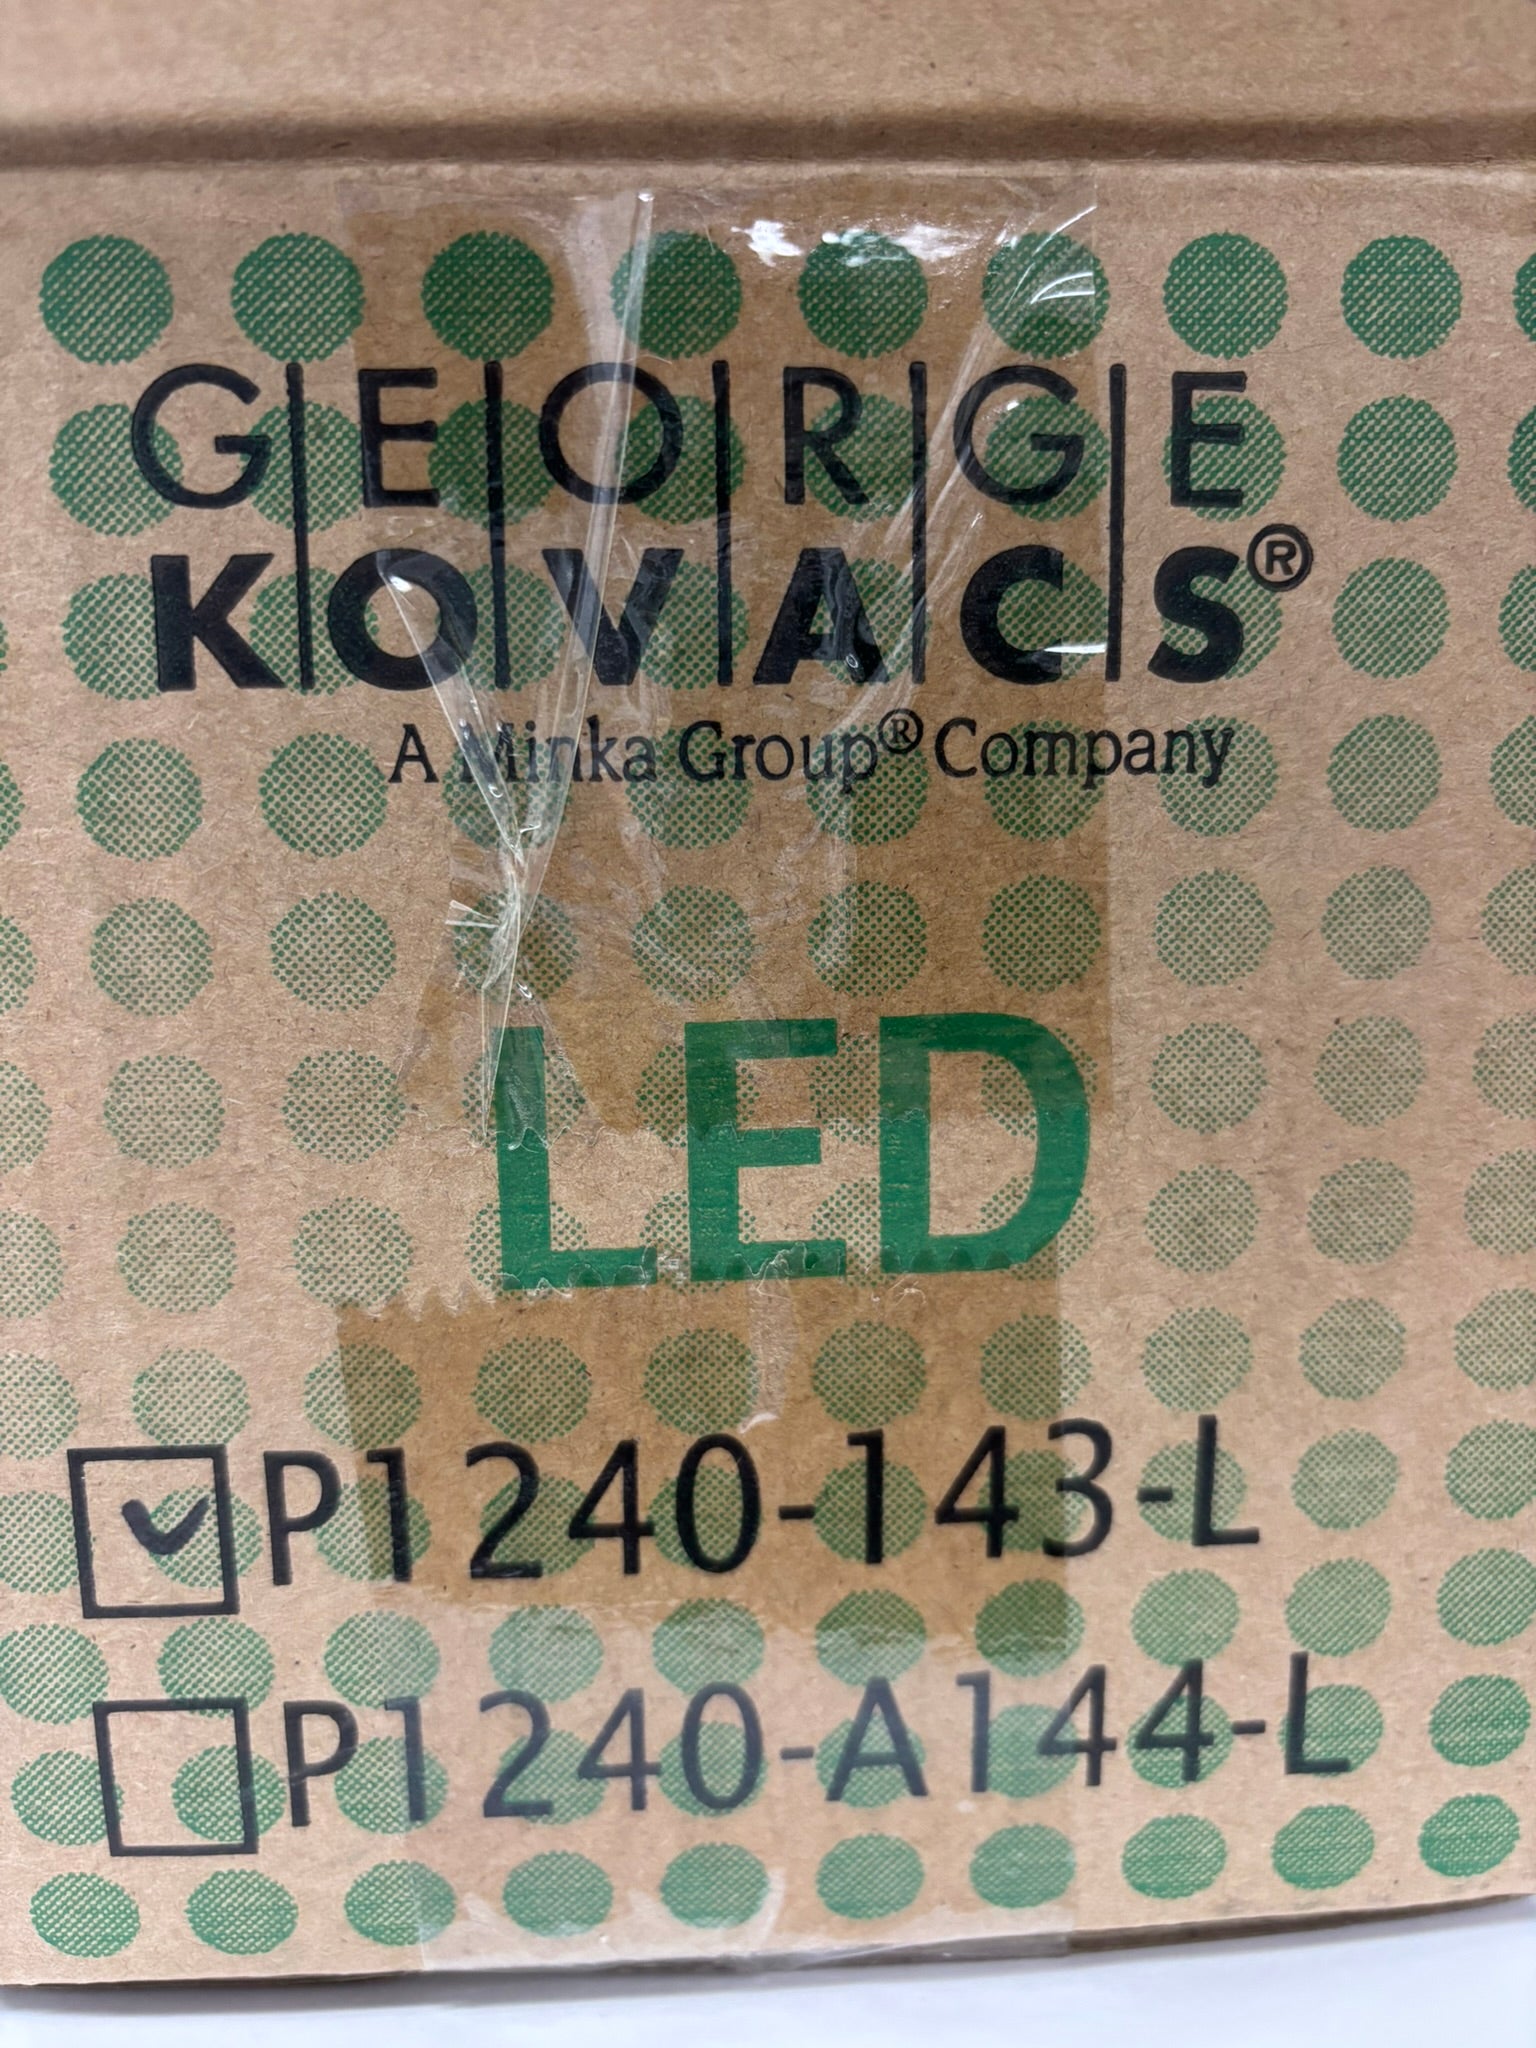 GEORGE
KOVACS®
A Minka Group® Company
LED
P1240-143-L
P1240-A144-L